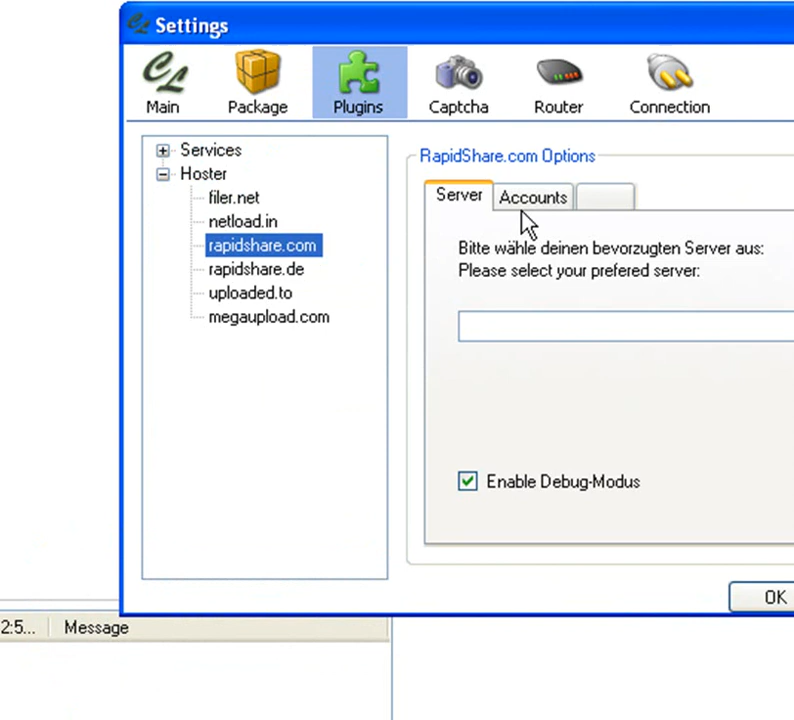 Settings
Main
Package
Plugins
Captcha
Router
Connection
Services
Hoster
filer.net
netload.in
rapidshare.com
rapidshare.de
uploaded.to
megaupload.com
RapidShare.com Options
Server
Accounts
Bitte wähle deinen bevorzugten Server aus:
Please select your prefered server:
Enable Debug-Modus
OK
2:5... Message